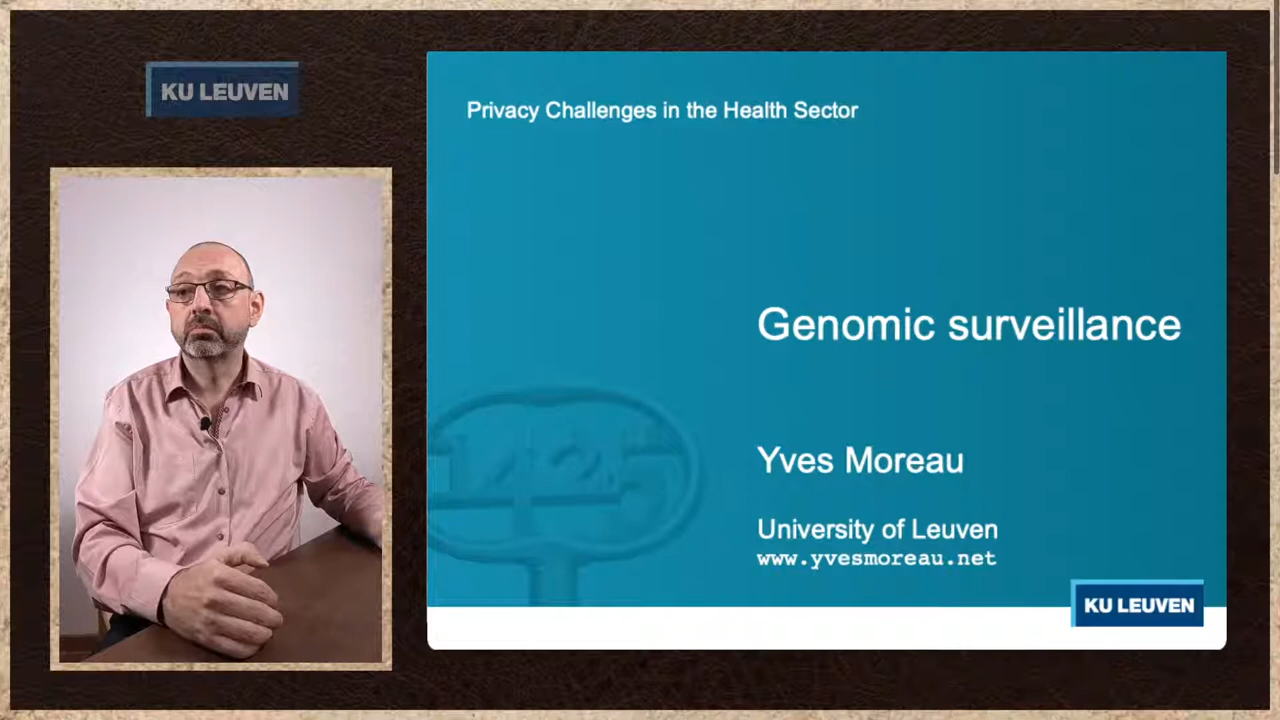 KU LEUVEN
Privacy Challenges in the Health Sector
Genomic surveillance
1425
Yves Moreau
University of Leuven
www.yvesmoreau.net
KU LEUVEN